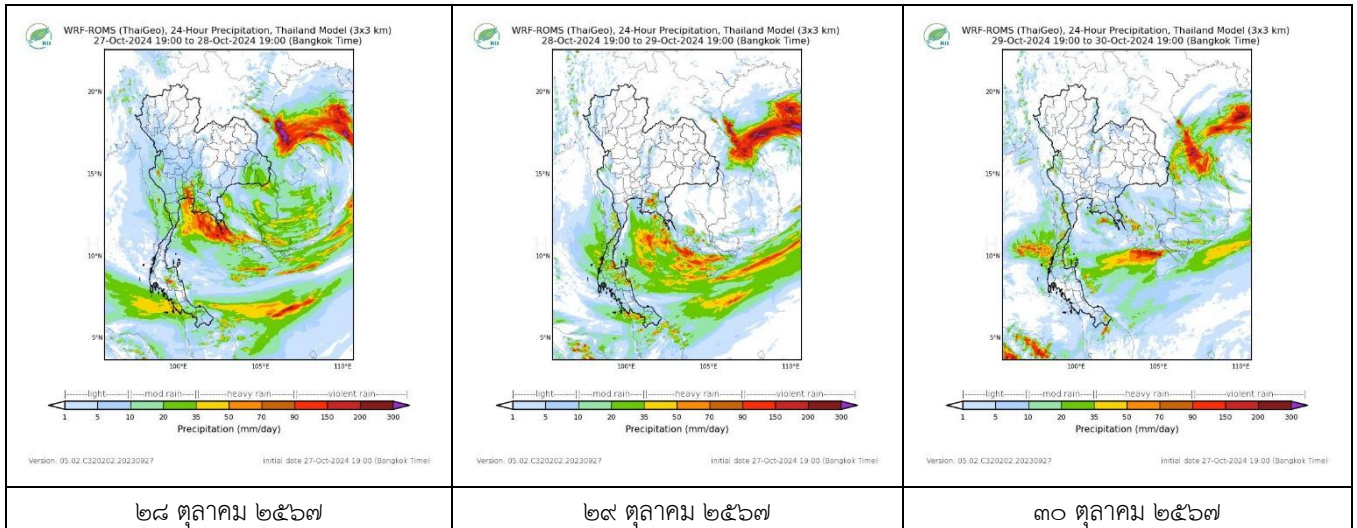 WRF-ROMS (ThaiGeo), 24-Hour Precipitation, Thailand Model (3x3 km)
27-Oct-2024 19:00 to 28-Oct-2024 19:00 (Bangkok Time)
20°N
15°N
10°N
5°N
100°E 105°E 110°E
light mod.rain heavy rain violent rain
1 5 10 20 35 50 70 90 150 200 300
Precipitation (mm/day)
Version: 05.02.C320202.20230927 initial date 27-Oct-2024 19:00 (Bangkok Time)
๒๘ ตุลาคม ๒๕๖๗
WRF-ROMS (ThaiGeo), 24-Hour Precipitation, Thailand Model (3x3 km)
28-Oct-2024 19:00 to 29-Oct-2024 19:00 (Bangkok Time)
20°N
15°N
10°N
5°N
100°E 105°E 110°E
light mod.rain heavy rain violent rain
1 5 10 20 35 50 70 90 150 200 300
Precipitation (mm/day)
Version: 05.02.C320202.20230927 initial date 27-Oct-2024 19:00 (Bangkok Time)
๒๙ ตุลาคม ๒๕๖๗
WRF-ROMS (ThaiGeo), 24-Hour Precipitation, Thailand Model (3x3 km)
29-Oct-2024 19:00 to 30-Oct-2024 19:00 (Bangkok Time)
20°N
15°N
10°N
5°N
100°E 105°E 110°E
light mod.rain heavy rain violent rain
1 5 10 20 35 50 70 90 150 200 300
Precipitation (mm/day)
Version: 05.02.C320202.20230927 initial date 27-Oct-2024 19:00 (Bangkok Time)
๓๐ ตุลาคม ๒๕๖๗